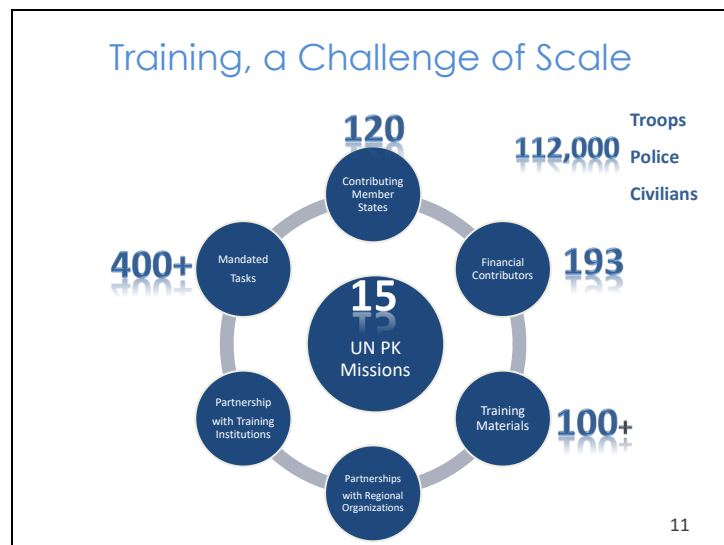 Training, a Challenge of Scale
120
Contributing
Member
States
112,000
Troops
Police
Civilians
400+
Mandated
Tasks
Financial
Contributors
193
15
UN PK
Missions
Partnership
with Training
Institutions
Training
Materials
100+
Partnerships
with Regional
Organizations
11